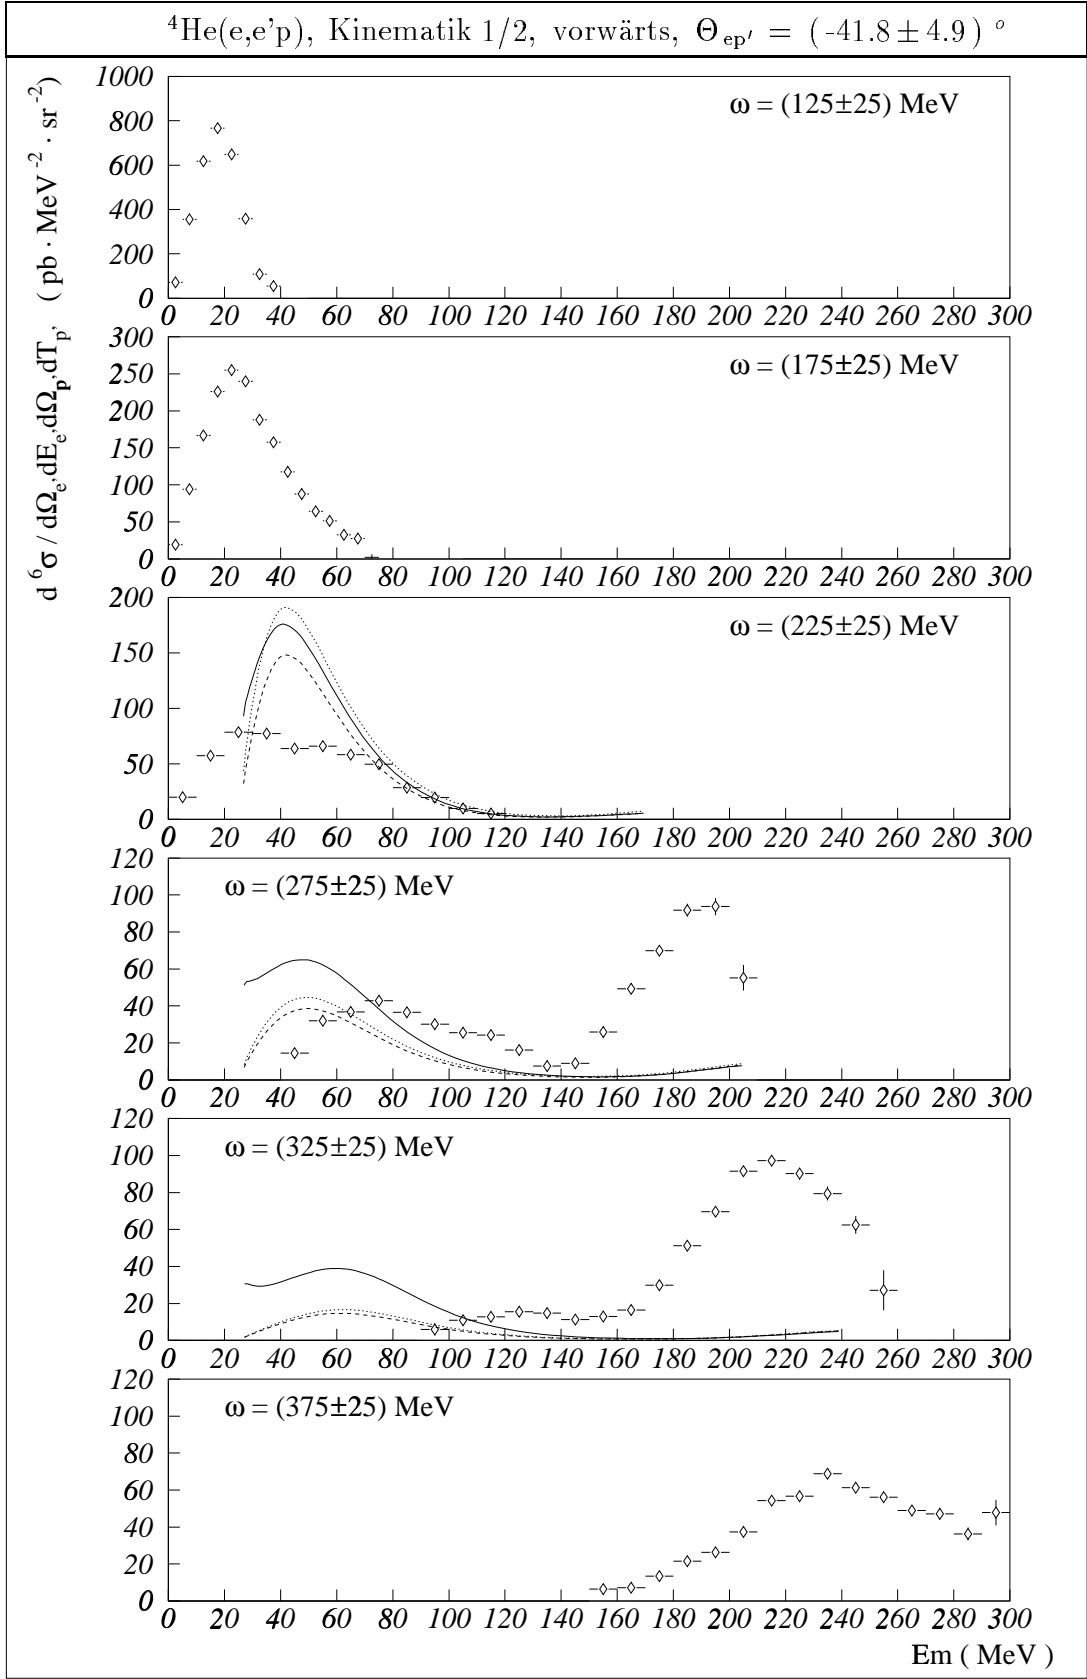 ⁴He(e,e'p), Kinematik 1/2, vorwärts, Θep' = (-41.8 ± 4.9) °
d ⁶σ / dΩe'dEe'dΩp'dTp' ( pb · MeV⁻² · sr⁻²)
ω = (125±25) MeV
1000
800
600
400
200
0
0 20 40 60 80 100 120 140 160 180 200 220 240 260 280 300
ω = (175±25) MeV
300
250
200
150
100
50
0
0 20 40 60 80 100 120 140 160 180 200 220 240 260 280 300
ω = (225±25) MeV
200
150
100
50
0
0 20 40 60 80 100 120 140 160 180 200 220 240 260 280 300
ω = (275±25) MeV
120
100
80
60
40
20
0
0 20 40 60 80 100 120 140 160 180 200 220 240 260 280 300
ω = (325±25) MeV
120
100
80
60
40
20
0
0 20 40 60 80 100 120 140 160 180 200 220 240 260 280 300
ω = (375±25) MeV
120
100
80
60
40
20
0
0 20 40 60 80 100 120 140 160 180 200 220 240 260 280 300
Em ( MeV )